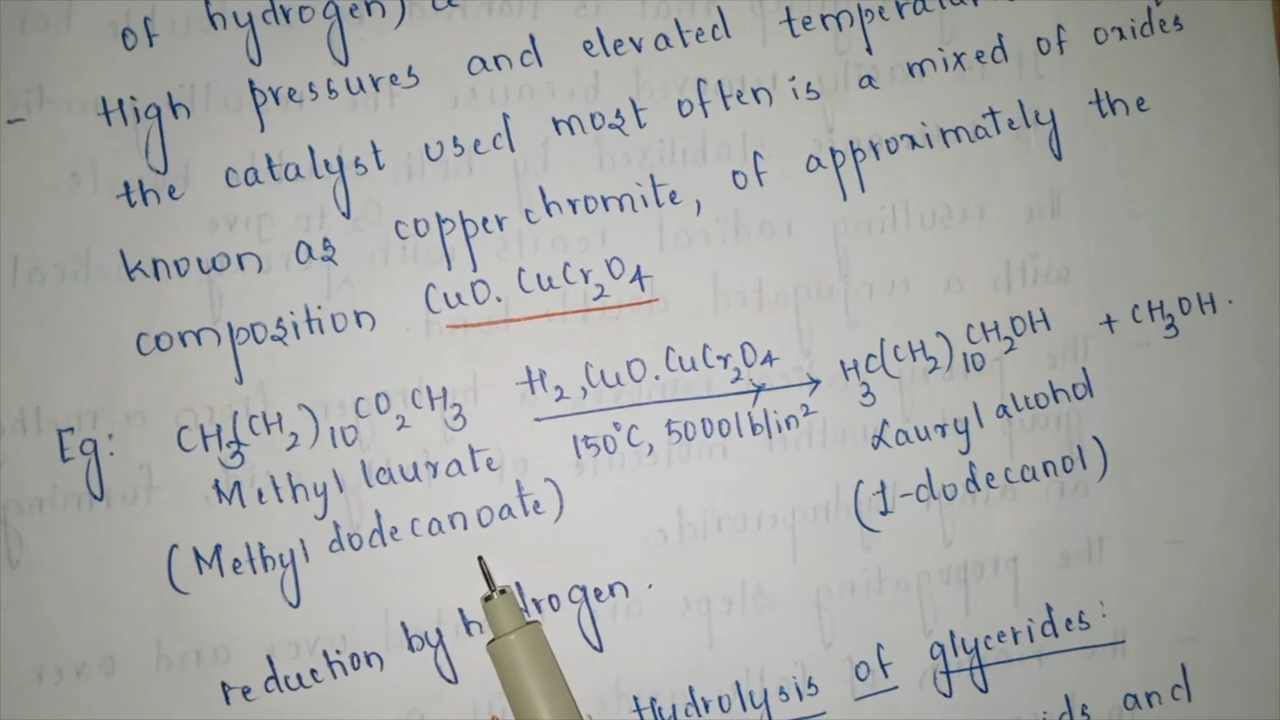 of hydrogen)
- High pressures and elevated
the catalyst used most often is a mixed of oxides
known as copper chromite, of approximately the
composition CuO. CuCr₂O₄
Eg: CH₃(CH₂)₁₀CO₂CH₃ H₂, CuO. CuCr₂O₄ → H₃C(CH₂)₁₀CH₂OH + CH₃OH.
150°C, 5000lb/in²
Methyl laurate Lauryl alcohol
(Methyl dodecanoate) (1-dodecanol)
reduction by hydrogen.
Hydrolysis of glycerides:
and